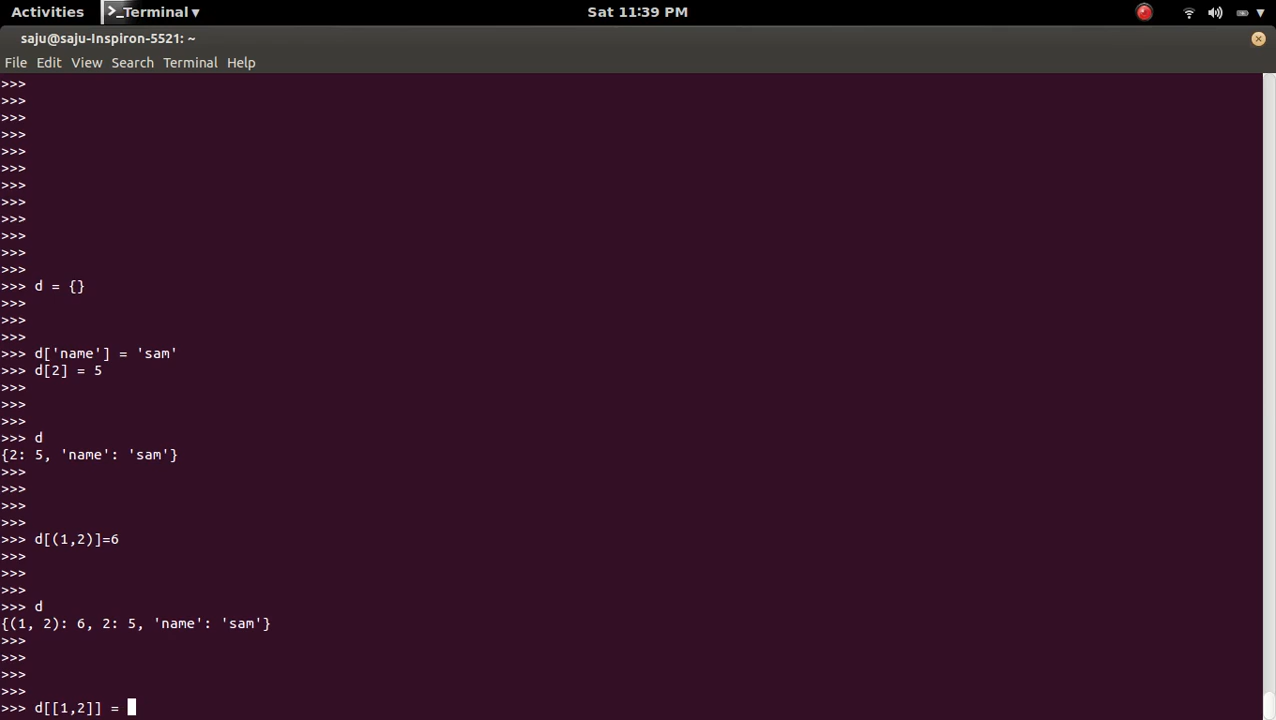 Activities >_Terminal ▾ Sat 11:39 PM
saju@saju-Inspiron-5521: ~
File Edit View Search Terminal Help
>>>
>>>
>>>
>>>
>>>
>>>
>>>
>>>
>>>
>>>
>>>
>>>
>>> d = {}
>>>
>>>
>>>
>>> d['name'] = 'sam'
>>> d[2] = 5
>>>
>>>
>>>
>>> d
{2: 5, 'name': 'sam'}
>>>
>>>
>>>
>>>
>>> d[(1,2)]=6
>>>
>>>
>>>
>>> d
{(1, 2): 6, 2: 5, 'name': 'sam'}
>>>
>>>
>>>
>>>
>>> d[[1,2]] =